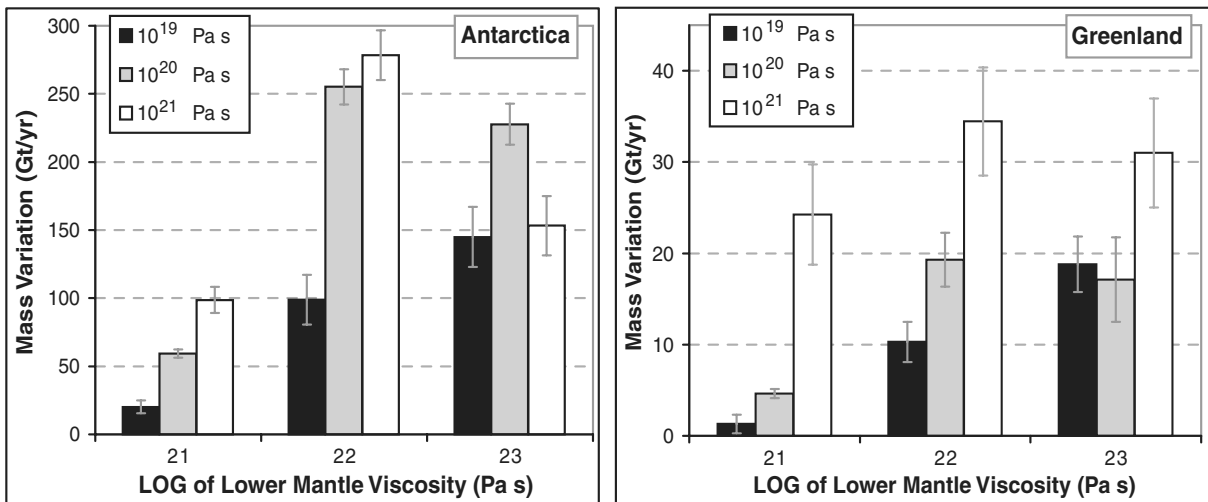 Antarctica
10^19 Pa s
10^20 Pa s
10^21 Pa s
300
250
200
150
100
50
0
Mass Variation (Gt/yr)
21 22 23
LOG of Lower Mantle Viscosity (Pa s)
Greenland
10^19 Pa s
10^20 Pa s
10^21 Pa s
40
30
20
10
0
Mass Variation (Gt/yr)
21 22 23
LOG of Lower Mantle Viscosity (Pa s)